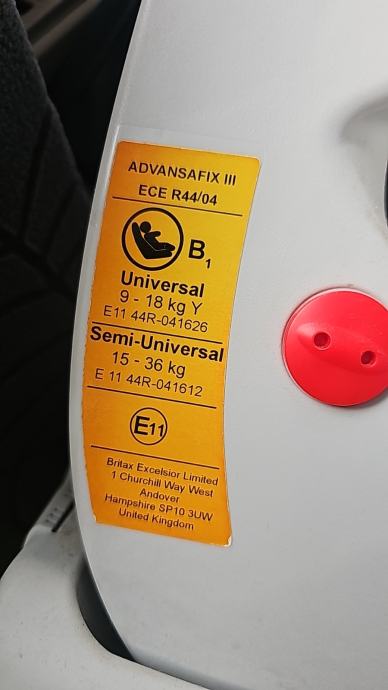 ADVANSAFIX III
ECE R44/04
B1
Universal
9 - 18 kg Y
E11 44R-041626
Semi-Universal
15 - 36 kg
E 11 44R-041612
E11
Britax Excelsior Limited
1 Churchill Way West
Andover
Hampshire SP10 3UW
United Kingdom